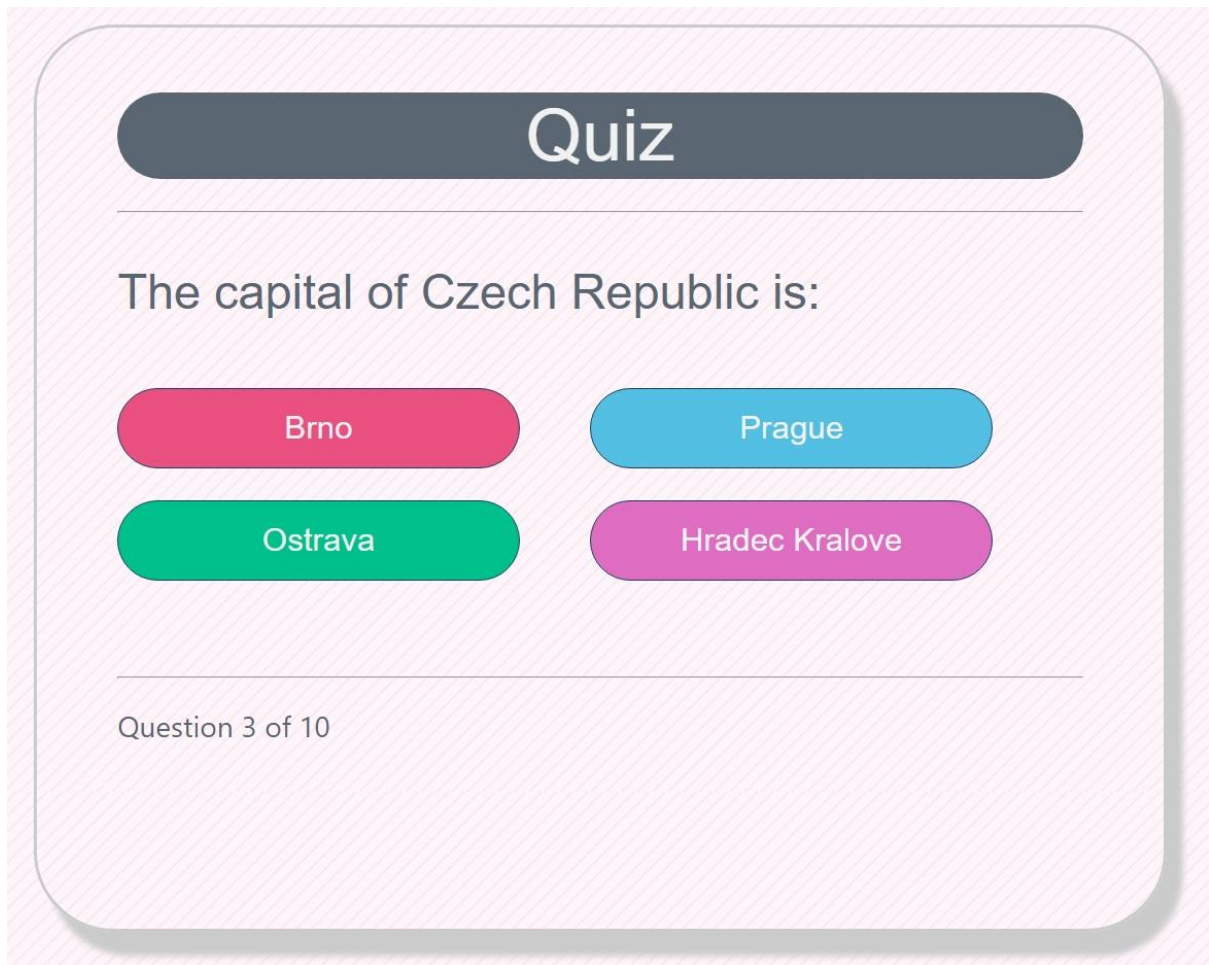 Quiz
The capital of Czech Republic is:
Brno
Prague
Ostrava
Hradec Kralove
Question 3 of 10